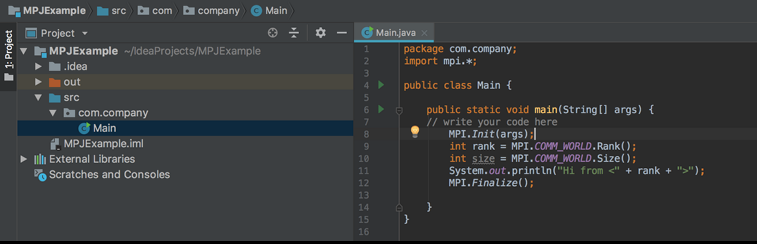 MPJExample src com company Main
1: Project
Project
MPJExample ~/IdeaProjects/MPJExample
.idea
out
src
com.company
Main
MPJExample.iml
External Libraries
Scratches and Consoles
Main.java
1 package com.company;
2 import mpi.*;
3
4 public class Main {
5
6 public static void main(String[] args) {
7 // write your code here
8 MPI.Init(args);
9 int rank = MPI.COMM_WORLD.Rank();
10 int size = MPI.COMM_WORLD.Size();
11 System.out.println("Hi from <" + rank + ">");
12 MPI.Finalize();
13
14 }
15 }
16